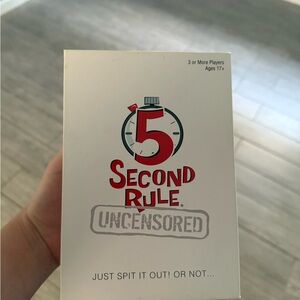 3 or More Players
Ages 17+
5
SECOND
RULE
UNCENSORED
JUST SPIT IT OUT! OR NOT...